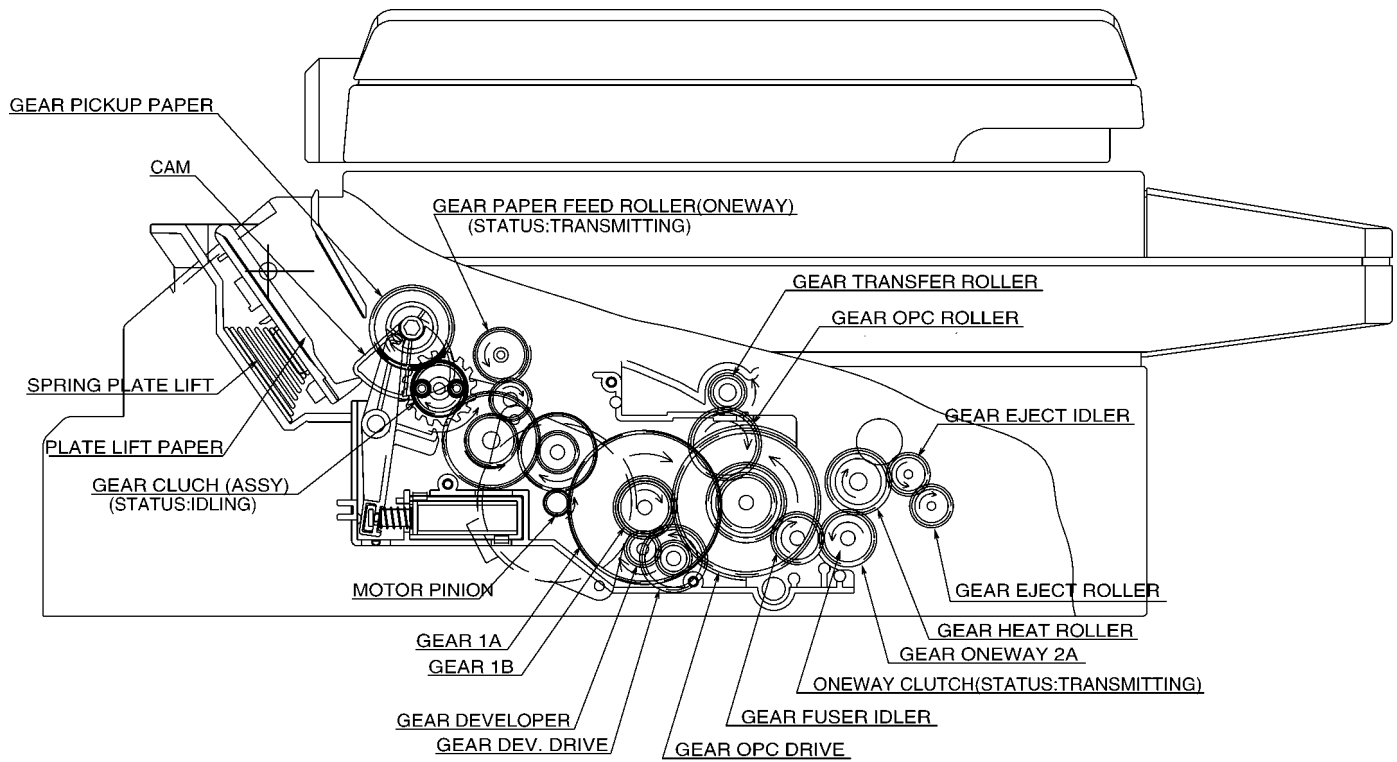 GEAR PICKUP PAPER
CAM
GEAR PAPER FEED ROLLER(ONEWAY)
(STATUS:TRANSMITTING)
GEAR TRANSFER ROLLER
GEAR OPC ROLLER
SPRING PLATE LIFT
GEAR EJECT IDLER
PLATE LIFT PAPER
GEAR CLUCH (ASSY)
(STATUS:IDLING)
MOTOR PINION
GEAR EJECT ROLLER
GEAR HEAT ROLLER
GEAR 1A
GEAR ONEWAY 2A
GEAR 1B
ONEWAY CLUTCH(STATUS:TRANSMITTING)
GEAR DEVELOPER
GEAR FUSER IDLER
GEAR DEV. DRIVE
GEAR OPC DRIVE